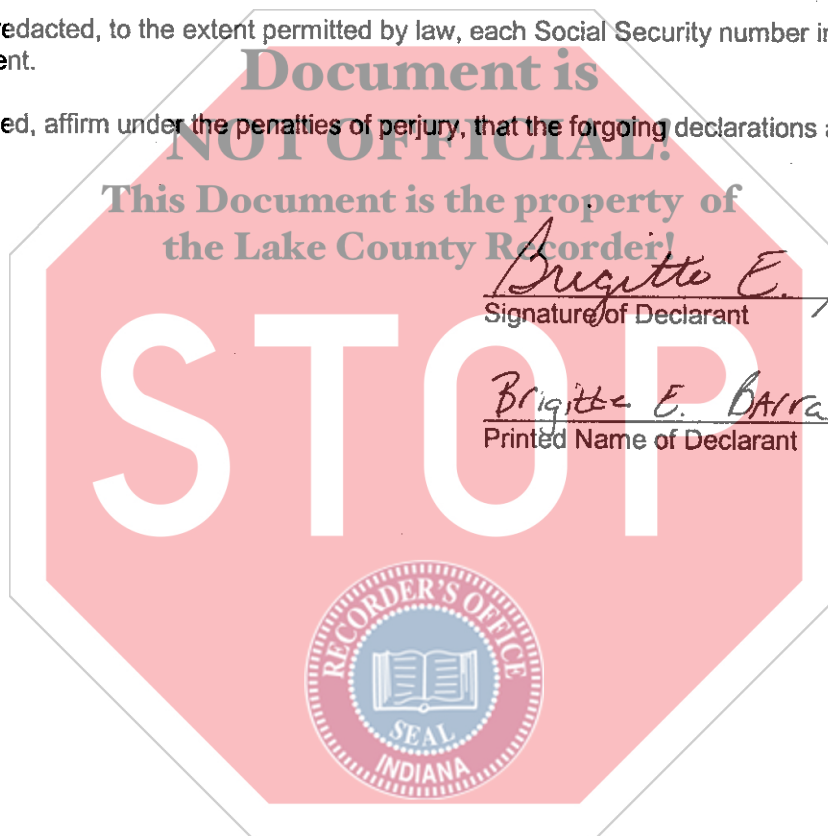 redacted, to the extent permitted by law, each Social Security number in
ent.
Document is
ed, affirm under the penalties of perjury, that the forgoing declarations a
NOT OFFICIAL!
This Document is the property of
the Lake County Recorder!
Brigitte E.
Signature of Declarant
STOP
Brigitte E. BArra
Printed Name of Declarant
RECORDER'S OFFICE
SEAL
INDIANA